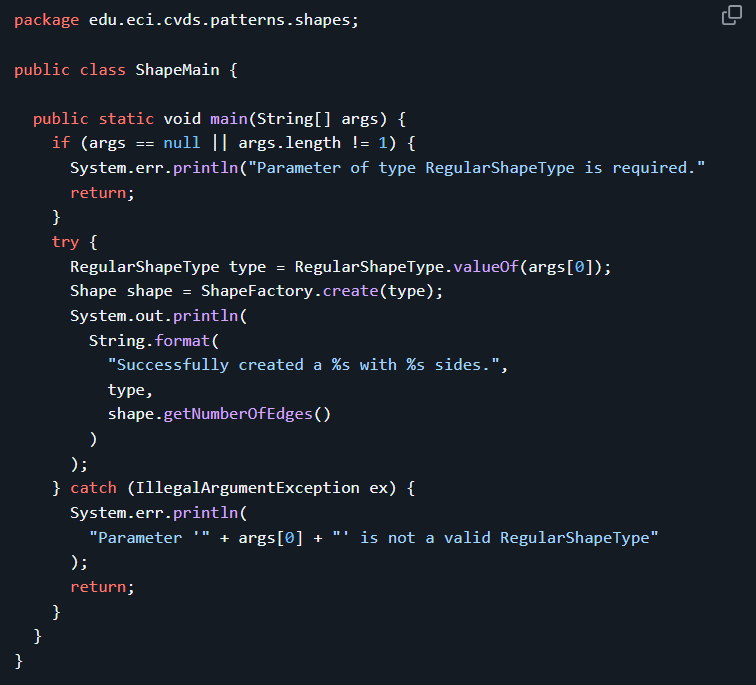 package edu.eci.cvds.patterns.shapes;

public class ShapeMain {

  public static void main(String[] args) {
    if (args == null || args.length != 1) {
      System.err.println("Parameter of type RegularShapeType is required."
      return;
    }
    try {
      RegularShapeType type = RegularShapeType.valueOf(args[0]);
      Shape shape = ShapeFactory.create(type);
      System.out.println(
        String.format(
          "Successfully created a %s with %s sides.",
          type,
          shape.getNumberOfEdges()
        )
      );
    } catch (IllegalArgumentException ex) {
      System.err.println(
        "Parameter '" + args[0] + "' is not a valid RegularShapeType"
      );
      return;
    }
  }
}